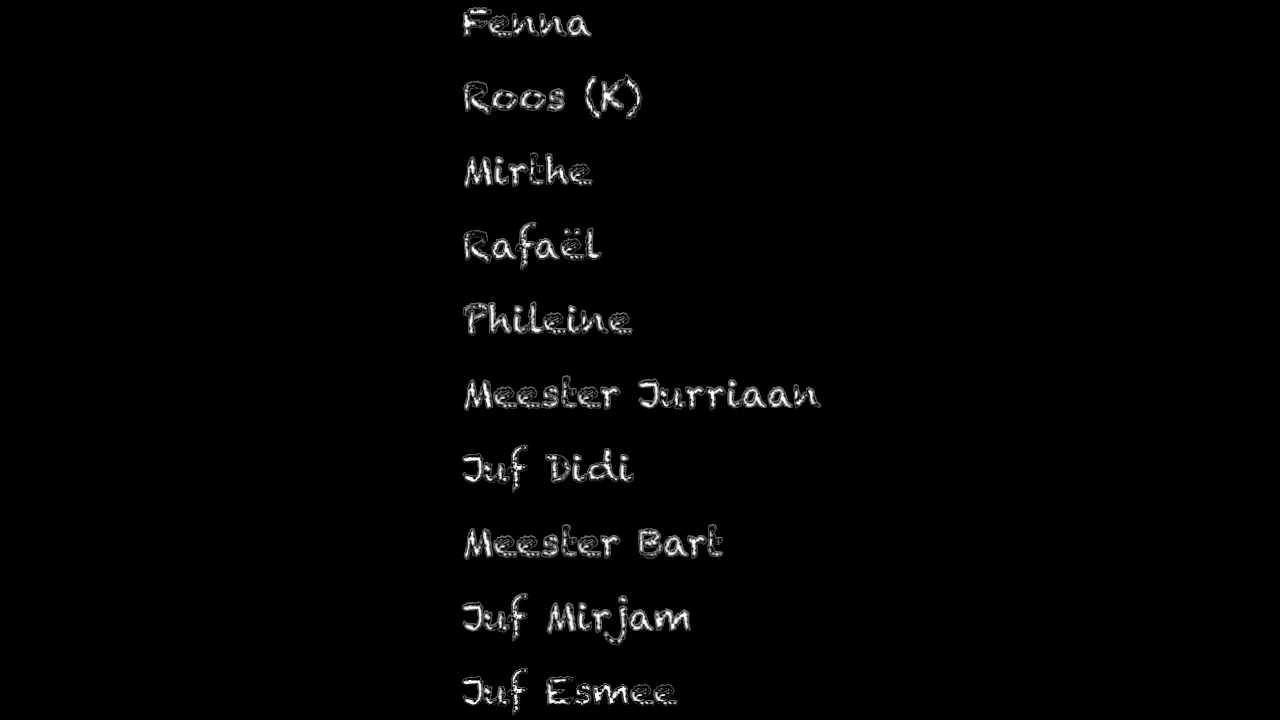 Fenna
Roos (K)
Mirthe
Rafaël
Phileine
Meester Jurriaan
Juf Didi
Meester Bart
Juf Mirjam
Juf Esmee